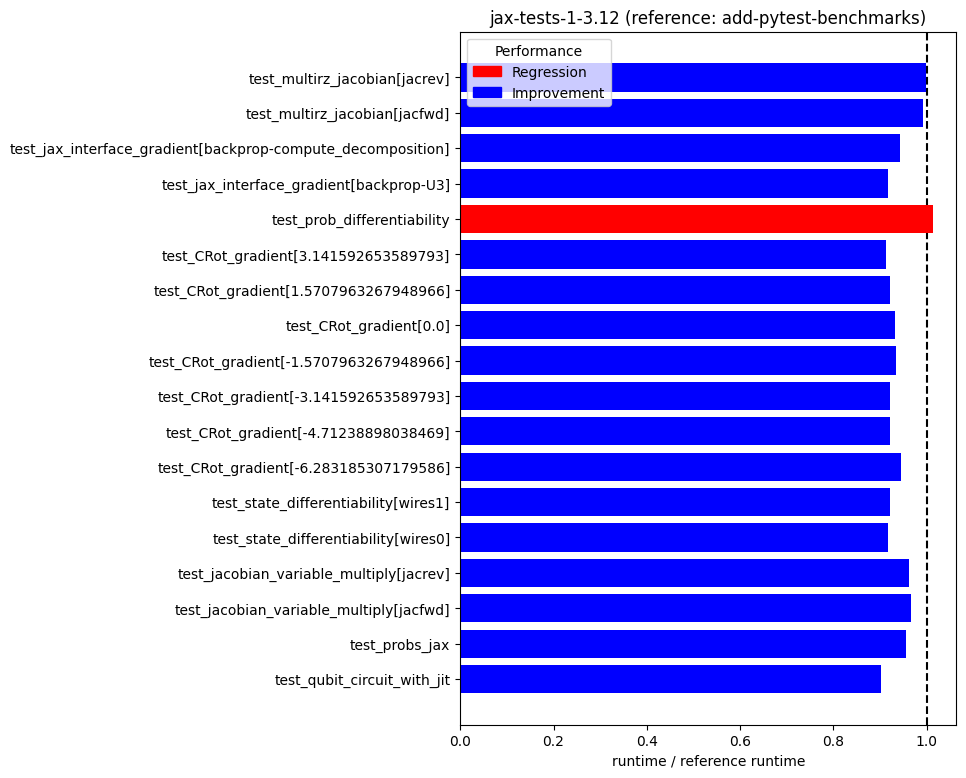 jax-tests-1-3.12 (reference: add-pytest-benchmarks)
Performance
Regression
Improvement
test_multirz_jacobian[jacrev]
test_multirz_jacobian[jacfwd]
test_jax_interface_gradient[backprop-compute_decomposition]
test_jax_interface_gradient[backprop-U3]
test_prob_differentiability
test_CRot_gradient[3.141592653589793]
test_CRot_gradient[1.5707963267948966]
test_CRot_gradient[0.0]
test_CRot_gradient[-1.5707963267948966]
test_CRot_gradient[-3.141592653589793]
test_CRot_gradient[-4.71238898038469]
test_CRot_gradient[-6.283185307179586]
test_state_differentiability[wires1]
test_state_differentiability[wires0]
test_jacobian_variable_multiply[jacrev]
test_jacobian_variable_multiply[jacfwd]
test_probs_jax
test_qubit_circuit_with_jit
0.0 0.2 0.4 0.6 0.8 1.0
runtime / reference runtime